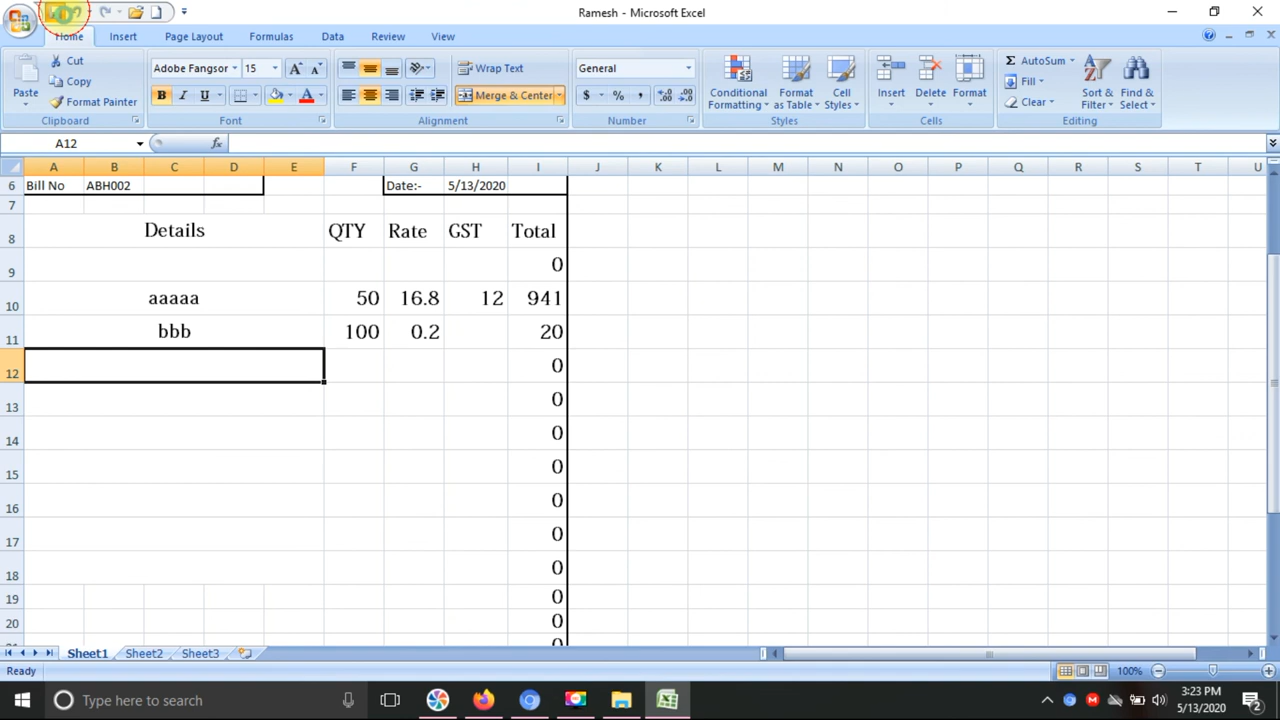 Ramesh - Microsoft Excel
Home Insert Page Layout Formulas Data Review View
Paste Cut Copy Format Painter
Adobe Fangsor 15
B I U A
Wrap Text
Merge & Center
General
$ % ,
Conditional Formatting
Format as Table
Cell Styles
Insert Delete Format
Σ AutoSum
Fill
Clear
Sort & Filter
Find & Select
Clipboard Font Alignment Number Styles Cells Editing
A12 fx
A B C D E F G H I J K L M N O P Q R S T U
6 Bill No ABH002 Date:- 5/13/2020
7
8 Details QTY Rate GST Total
9 0
10 aaaaa 50 16.8 12 941
11 bbb 100 0.2 20
12 0
13 0
14 0
15 0
16 0
17 0
18 0
19 0
20 0
Sheet1 Sheet2 Sheet3
Ready 100%
Type here to search
3:23 PM
5/13/2020
2